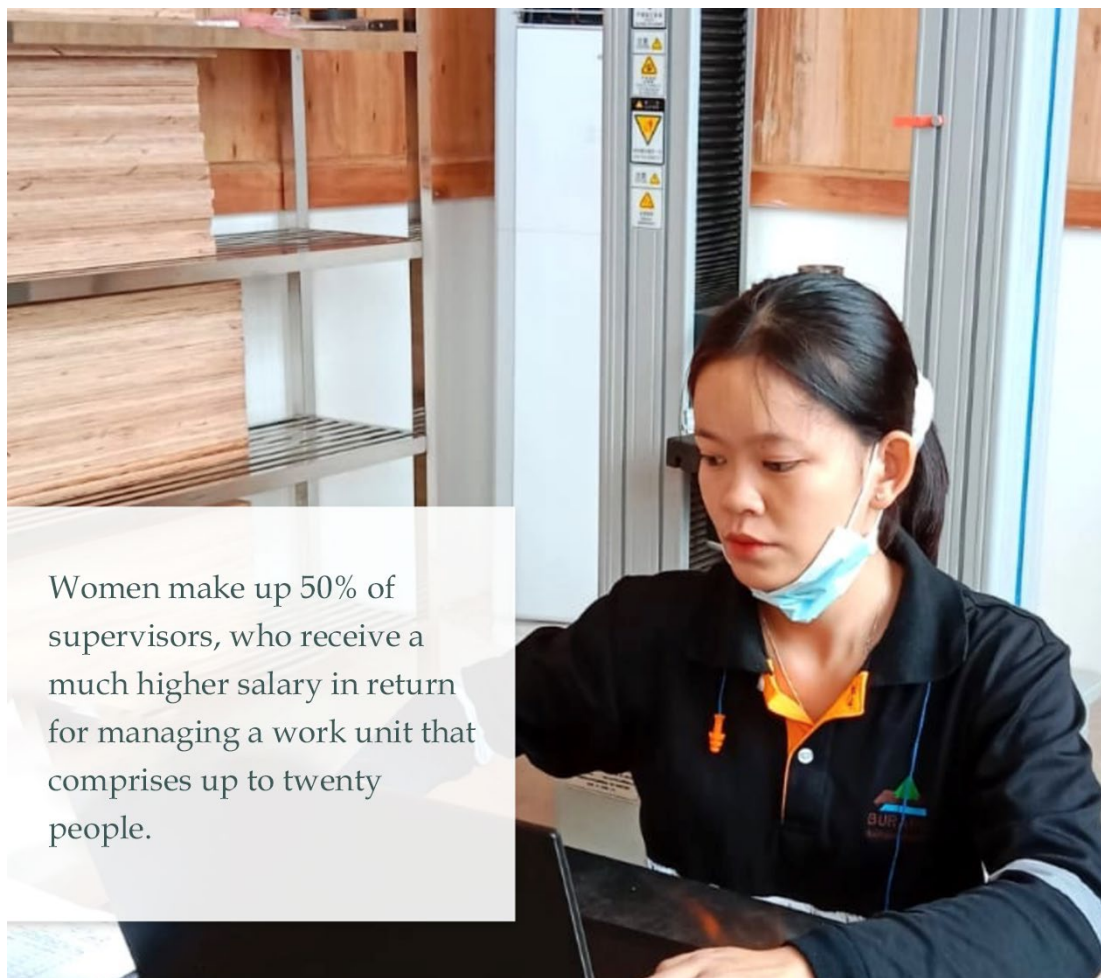 Women make up 50% of
supervisors, who receive a
much higher salary in return
for managing a work unit that
comprises up to twenty
people.